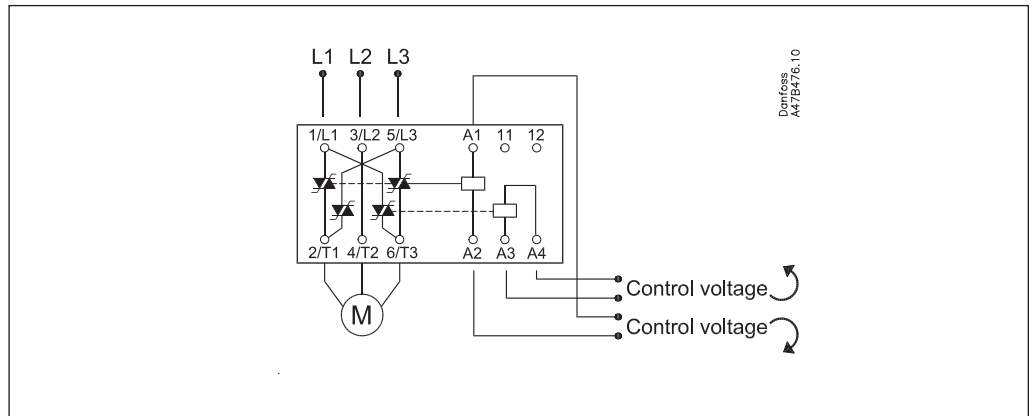 L1 L2 L3
Danfoss
A47B476.10
1/L1 3/L2 5/L3 A1 11 12
2/T1 4/T2 6/T3 A2 A3 A4
Control voltage
M
Control voltage